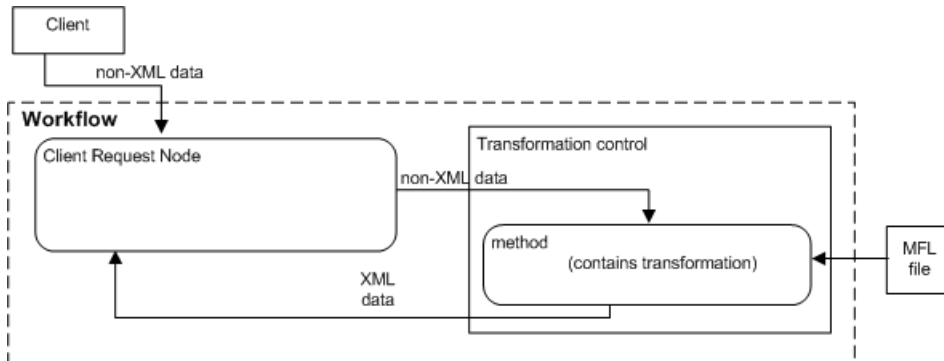 Client
non-XML data
Workflow
Client Request Node
Transformation control
non-XML data
method
(contains transformation)
MFL
file
XML
data